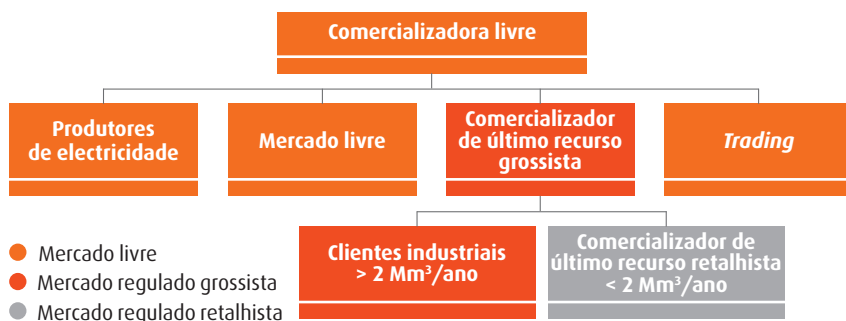 Comercializadora livre
Produtores
de electricidade
Mercado livre
Comercializador
de último recurso
grossista
Trading
Clientes industriais
> 2 Mm³/ano
Comercializador de
último recurso retalhista
< 2 Mm³/ano
Mercado livre
Mercado regulado grossista
Mercado regulado retalhista